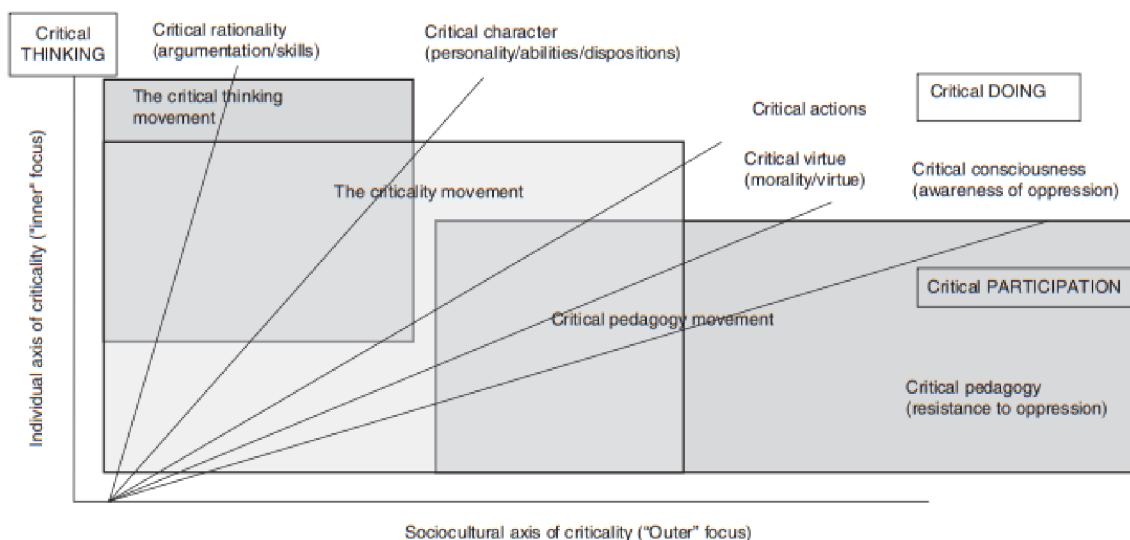 Critical
THINKING
Critical rationality
(argumentation/skills)
Critical character
(personality/abilities/dispositions)
The critical thinking
movement
Critical DOING
Critical actions
Critical virtue
(morality/virtue)
Critical consciousness
(awareness of oppression)
The criticality movement
Critical PARTICIPATION
Critical pedagogy movement
Critical pedagogy
(resistance to oppression)
Individual axis of criticality ("inner" focus)
Sociocultural axis of criticality ("Outer" focus)